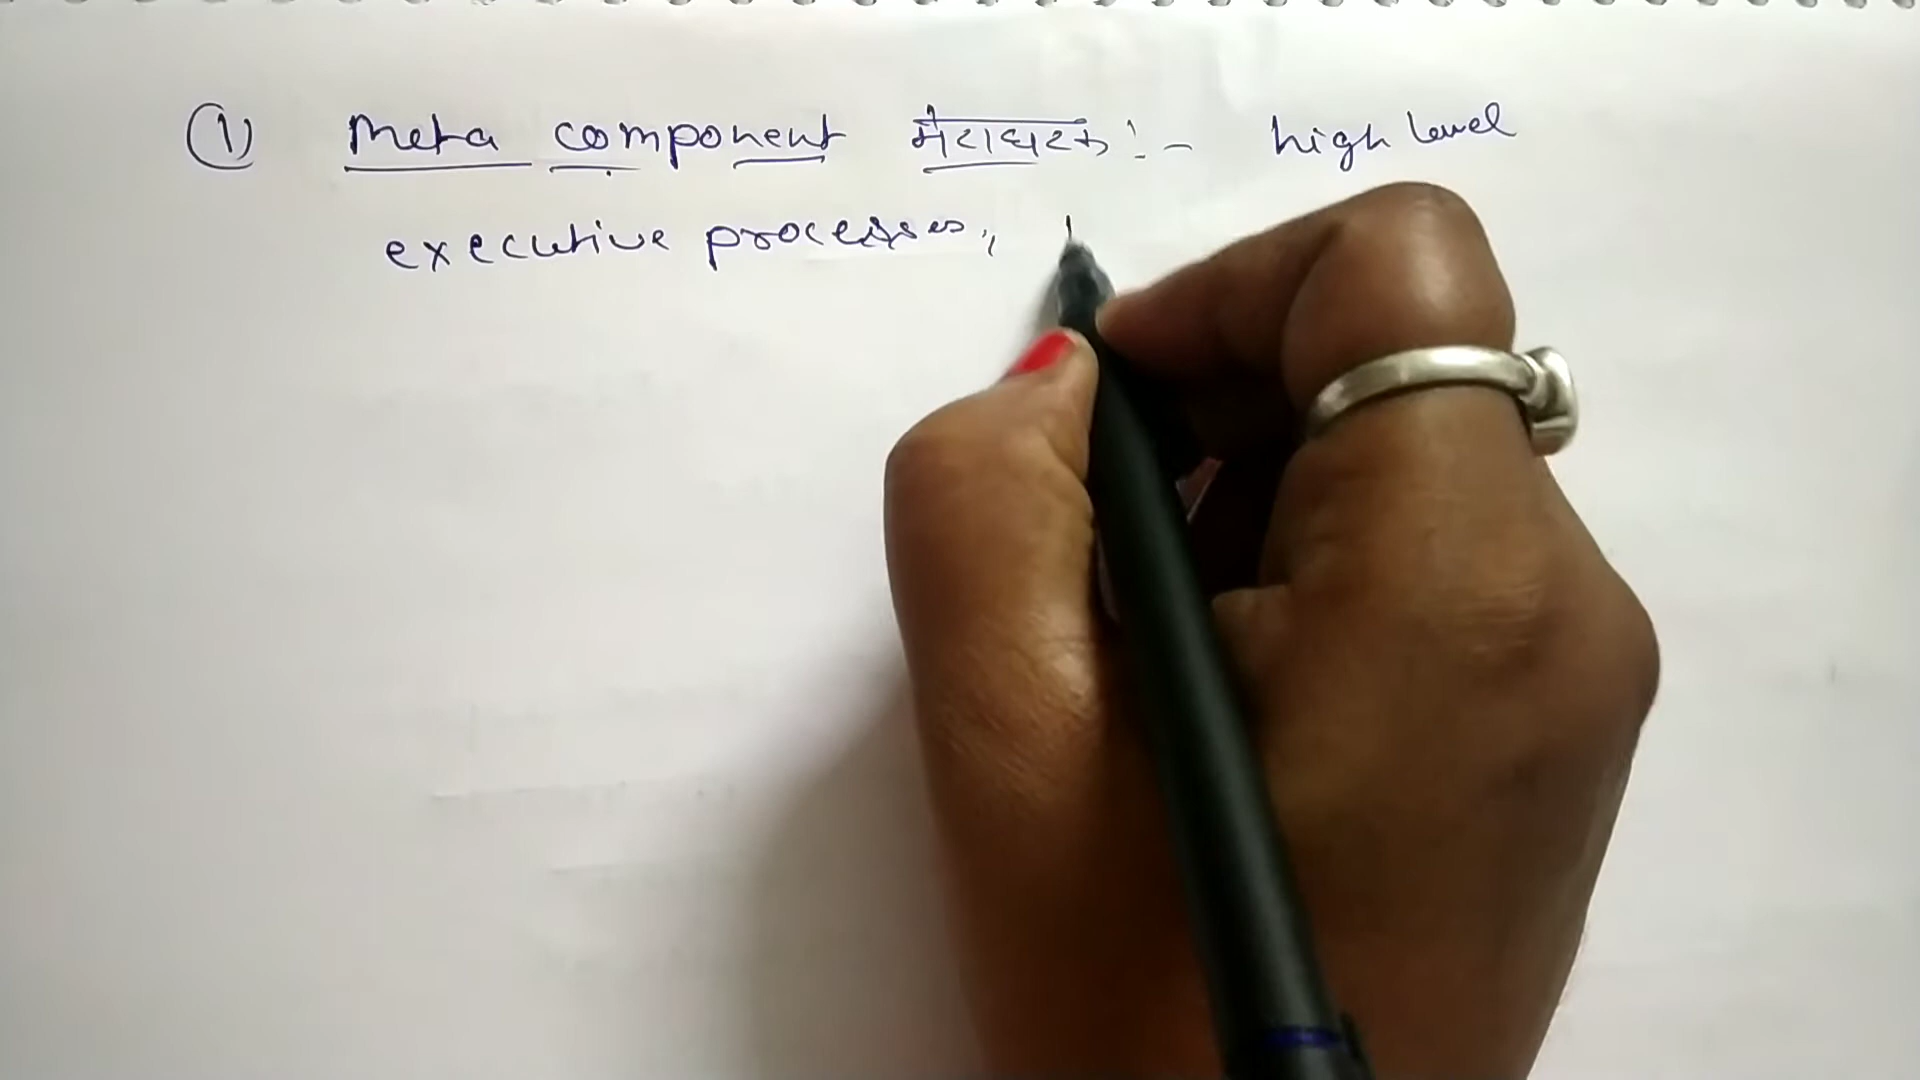 ① Meta component मेटाघटक :- high level
executive processes,